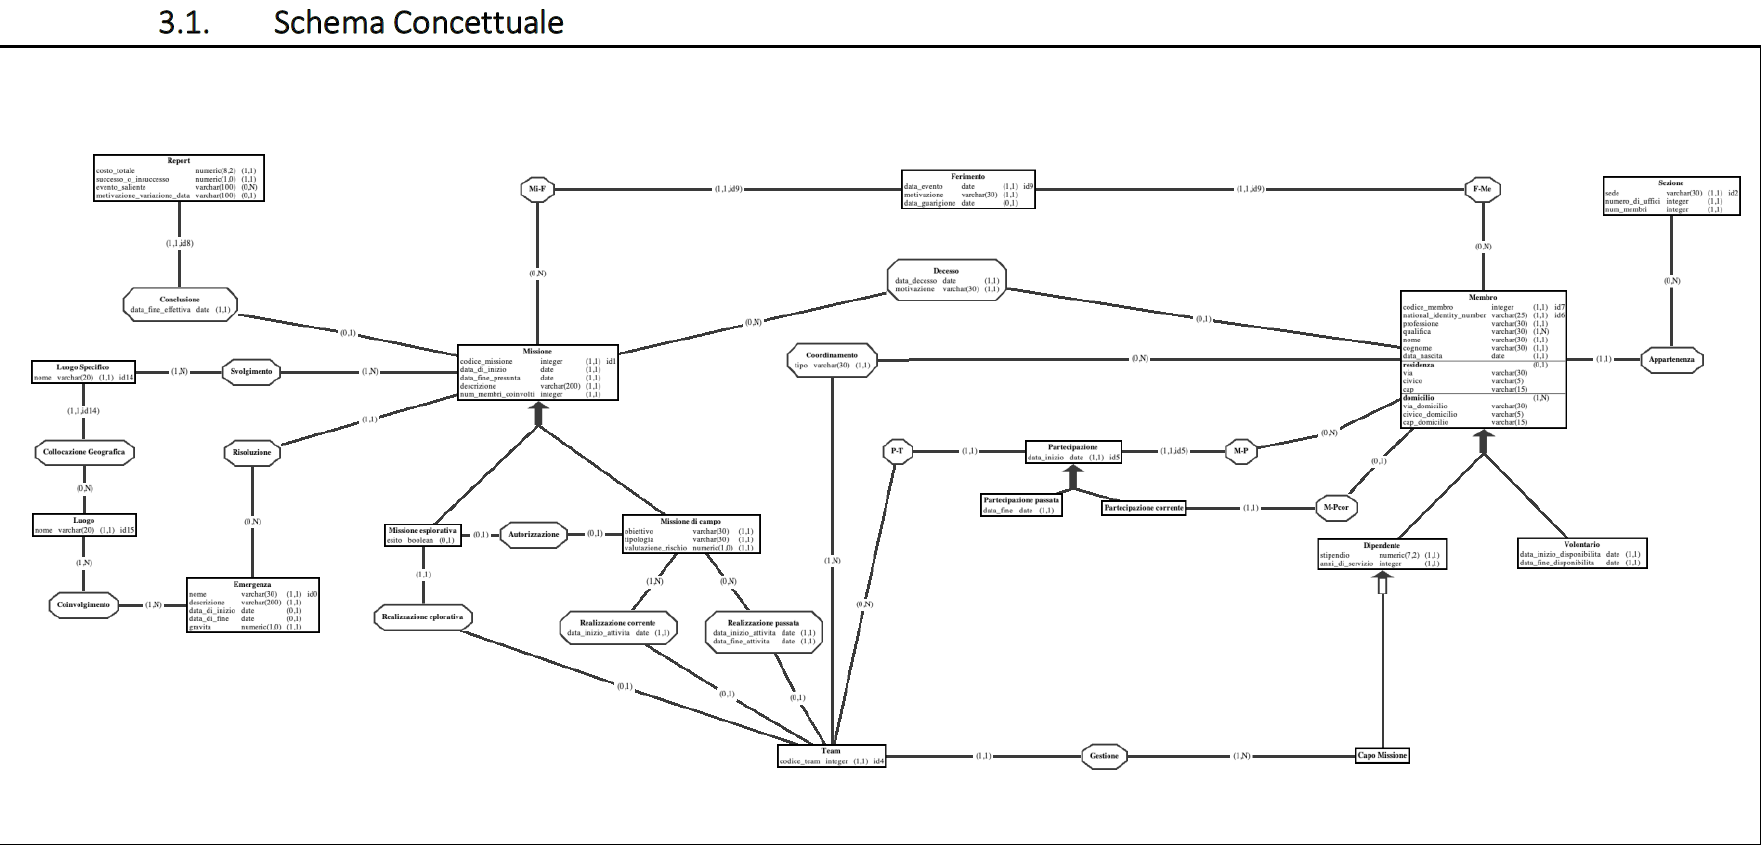 3.1. Schema Concettuale
Report
costo_totale numeric(8,2) (1,1)
successo_o_insuccesso numeric(1,0) (1,1)
evento_saliente varchar(100) (0,N)
motivazione_variazione_data varchar(100) (0,1)
(1,1,id8)
Conclusione
data_fine_effettiva date (1,1)
(0,1)
Mi-F
(1,1,id9)
Ferimento
data_evento date (1,1) id9
motivazione varchar(30) (1,1)
data_guarigione date (0,1)
(1,1,id9)
F-Me
(0,N)
(0,N)
Sezione
sede varchar(30) (1,1) id2
numero_di_uffici integer (1,1)
num_membri integer (1,1)
(0,N)
Decesso
data_decesso date (1,1)
motivazione varchar(30) (1,1)
(0,N)
(0,1)
Membro
codice_membro integer (1,1) id7
national_identity_number varchar(25) (1,1) id6
professione varchar(30) (1,1)
qualifica varchar(30) (1,N)
nome varchar(30) (1,1)
cognome varchar(30) (1,1)
data_nascita date (1,1)
residenza (0,1)
via varchar(30)
civico varchar(5)
cap varchar(15)
domicilio (1,N)
via_domicilio varchar(30)
civico_domicilio varchar(5)
cap_domicilio varchar(15)
(1,1)
Appartenenza
Missione
codice_missione integer (1,1) id1
data_di_inizio date (1,1)
data_fine_presunta date (1,1)
descrizione varchar(200) (1,1)
num_membri_coinvolti integer (1,1)
Coordinamento
tipo varchar(30) (1,1)
(0,N)
Luogo Specifico
nome varchar(20) (1,1) id14
(1,N)
Svolgimento
(1,N)
(1,1,id14)
(1,1)
Collocazione Geografica
Risoluzione
(0,N)
(0,N)
Luogo
nome varchar(20) (1,1) id15
(1,N)
Coinvolgimento
(1,N)
Emergenza
nome varchar(30) (1,1) id0
descrizione varchar(200) (1,1)
data_di_inizio date (0,1)
data_di_fine date (0,1)
gravita numeric(1,0) (1,1)
P-T
(1,1)
Partecipazione
data_inizio date (1,1) id5
(1,1,id5)
M-P
(0,N)
(0,1)
Partecipazione passata
data_fine date (1,1)
Partecipazione corrente
(1,1)
M-Pcor
Missione esplorativa
esito boolean (0,1)
(0,1)
Autorizzazione
(0,1)
Missione di campo
obiettivo varchar(30) (1,1)
tipologia varchar(30) (1,1)
valutazione_rischio numeric(1,0) (1,1)
Dipendente
stipendio numeric(7,2) (1,1)
anni_di_servizio integer (1,1)
Volontario
data_inizio_disponibilita date (1,1)
data_fine_disponibilita date (1,1)
(1,1)
(1,N)
(0,N)
(1,N)
(0,N)
Realizzazione eplorativa
Realizzazione corrente
data_inizio_attivita date (1,1)
Realizzazione passata
data_inizio_attivita date (1,1)
data_fine_attivita date (1,1)
(0,1)
(0,1)
(0,1)
Team
codice_team integer (1,1) id4
(1,1)
Gestione
(1,N)
Capo Missione